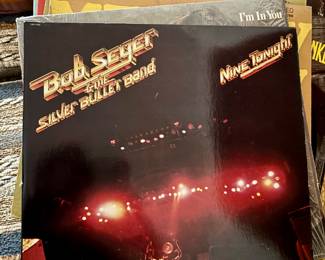 I'm In You
Bob Seger
& the
Silver Bullet Band
Nine Tonight